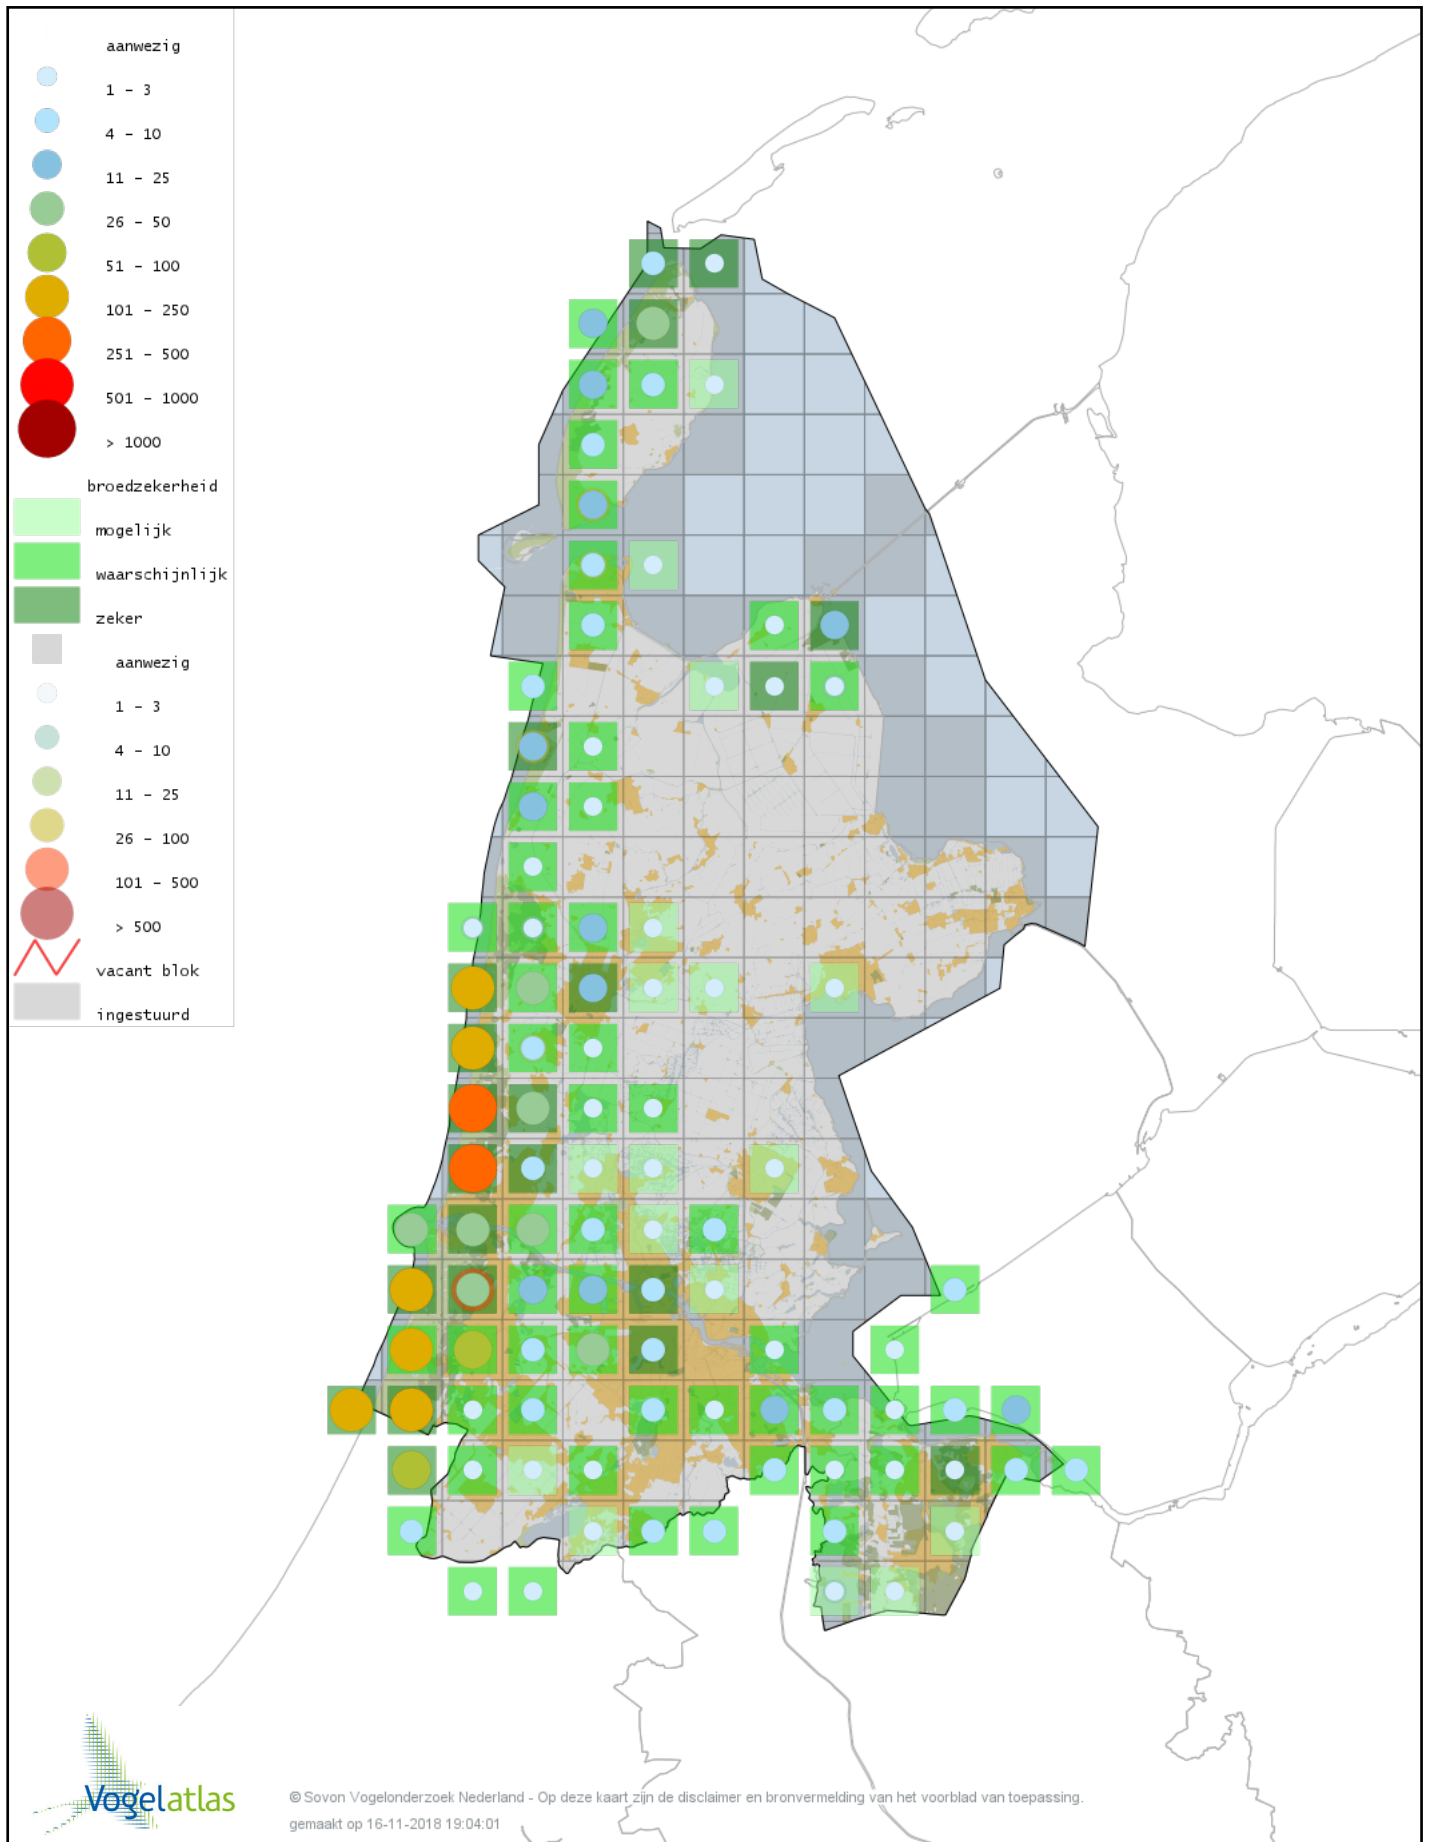 aanwezig
1 - 3
4 - 10
11 - 25
26 - 50
51 - 100
101 - 250
251 - 500
501 - 1000
> 1000
broedzekerheid
mogelijk
waarschijnlijk
zeker
aanwezig
1 - 3
4 - 10
11 - 25
26 - 100
101 - 500
> 500
vacant blok
ingestuurd
Vogelatlas
© Sovon Vogelonderzoek Nederland - Op deze kaart zijn de disclaimer en bronvermelding van het voorblad van toepassing.
gemaakt op 16-11-2018 19:04:01